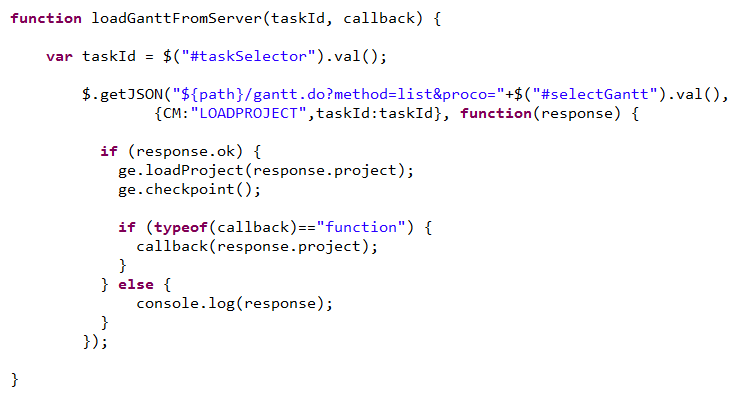 function loadGanttFromServer(taskId, callback) {
var taskId = $("#taskSelector").val();
$.getJSON("${path}/gantt.do?method=list&proco="+$("#selectGantt").val(),
{CM:"LOADPROJECT",taskId:taskId}, function(response) {
if (response.ok) {
ge.loadProject(response.project);
ge.checkpoint();
if (typeof(callback)=="function") {
callback(response.project);
}
} else {
console.log(response);
}
});
}